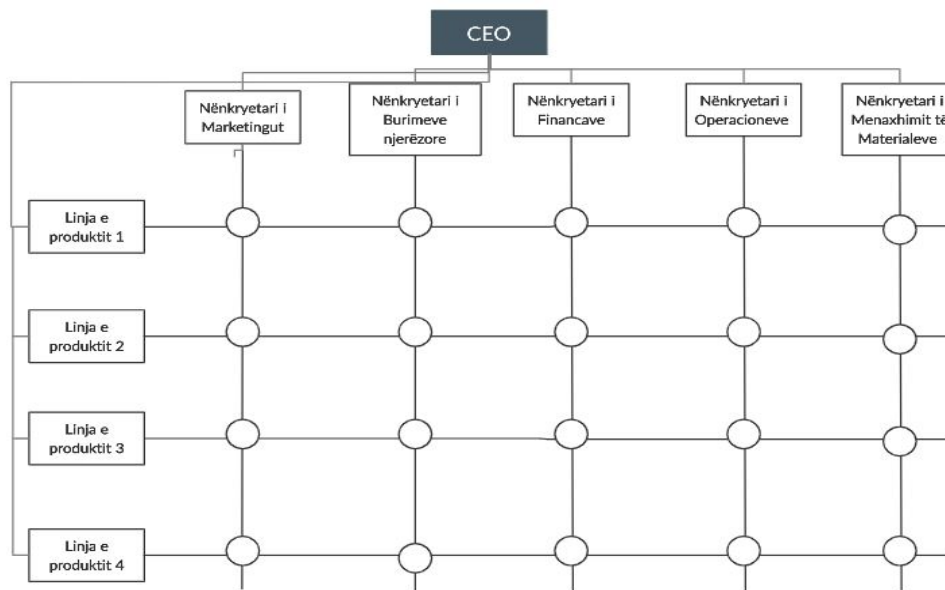 CEO
Nënkryetari i
Marketingut
Nënkryetari i
Burimeve
njerëzore
Nënkryetari i
Financave
Nënkryetari i
Operacioneve
Nënkryetari i
Menaxhimit të
Materialeve
Linja e
produktit 1
Linja e
produktit 2
Linja e
produktit 3
Linja e
produktit 4